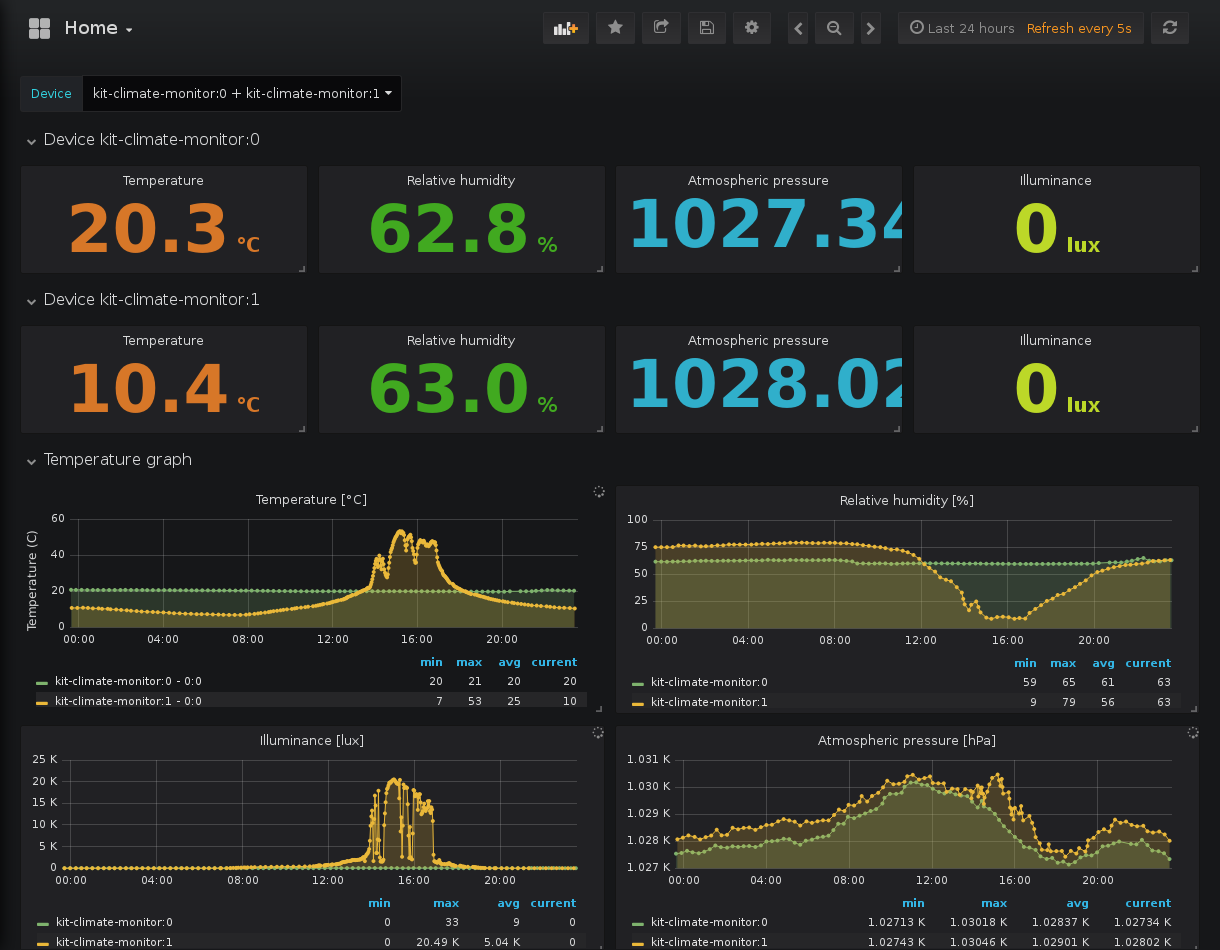 Home
Last 24 hours Refresh every 5s
Device kit-climate-monitor:0 + kit-climate-monitor:1
Device kit-climate-monitor:0
Temperature Relative humidity Atmospheric pressure Illuminance
20.3 °C 62.8 % 1027.34 0 lux
Device kit-climate-monitor:1
Temperature Relative humidity Atmospheric pressure Illuminance
10.4 °C 63.0 % 1028.02 0 lux
Temperature graph
Temperature [°C]
Temperature (C)
60
40
20
0
00:00 04:00 08:00 12:00 16:00 20:00
min max avg current
kit-climate-monitor:0 - 0:0 20 21 20 20
kit-climate-monitor:1 - 0:0 7 53 25 10
Relative humidity [%]
100
75
50
25
0
00:00 04:00 08:00 12:00 16:00 20:00
min max avg current
kit-climate-monitor:0 59 65 61 63
kit-climate-monitor:1 9 79 56 63
Illuminance [lux]
25 K
20 K
15 K
10 K
5 K
0
00:00 04:00 08:00 12:00 16:00 20:00
min max avg current
kit-climate-monitor:0 0 33 9 0
kit-climate-monitor:1 0 20.49 K 5.04 K 0
Atmospheric pressure [hPa]
1.031 K
1.030 K
1.029 K
1.028 K
1.027 K
00:00 04:00 08:00 12:00 16:00 20:00
min max avg current
kit-climate-monitor:0 1.02713 K 1.03018 K 1.02837 K 1.02734 K
kit-climate-monitor:1 1.02743 K 1.03046 K 1.02901 K 1.02802 K